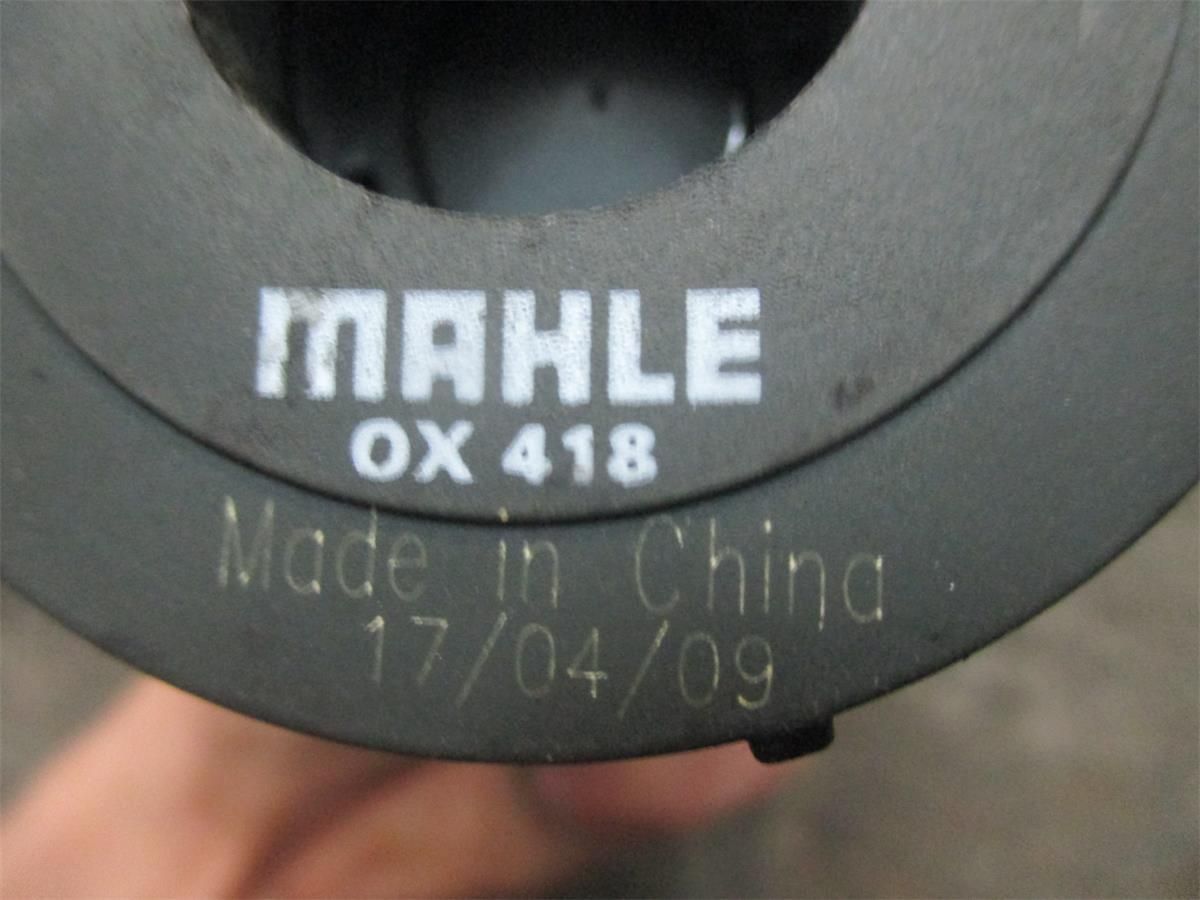 MAHLE
OX 418
Made in China
17/04/09